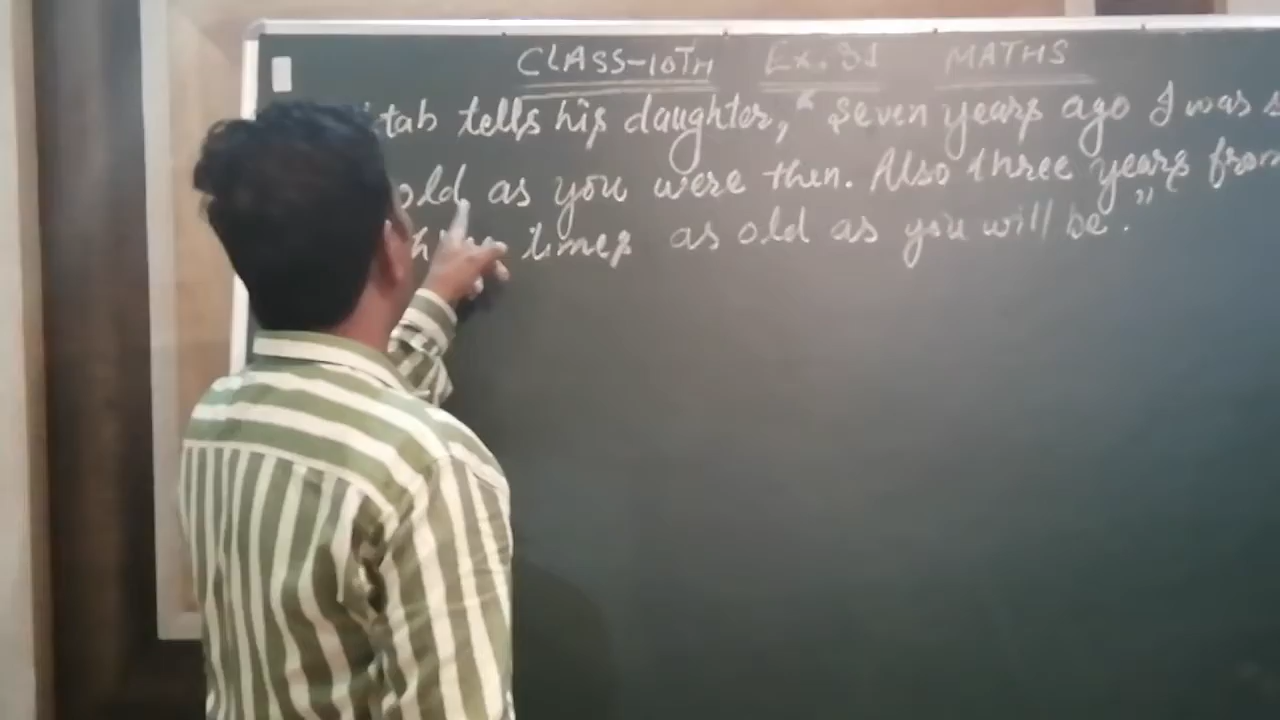 CLASS-10TH Ex. 3.1 MATHS
tab tells his daughter, " Seven years ago I was s
old as you were then. Also three years from
times as old as you will be."